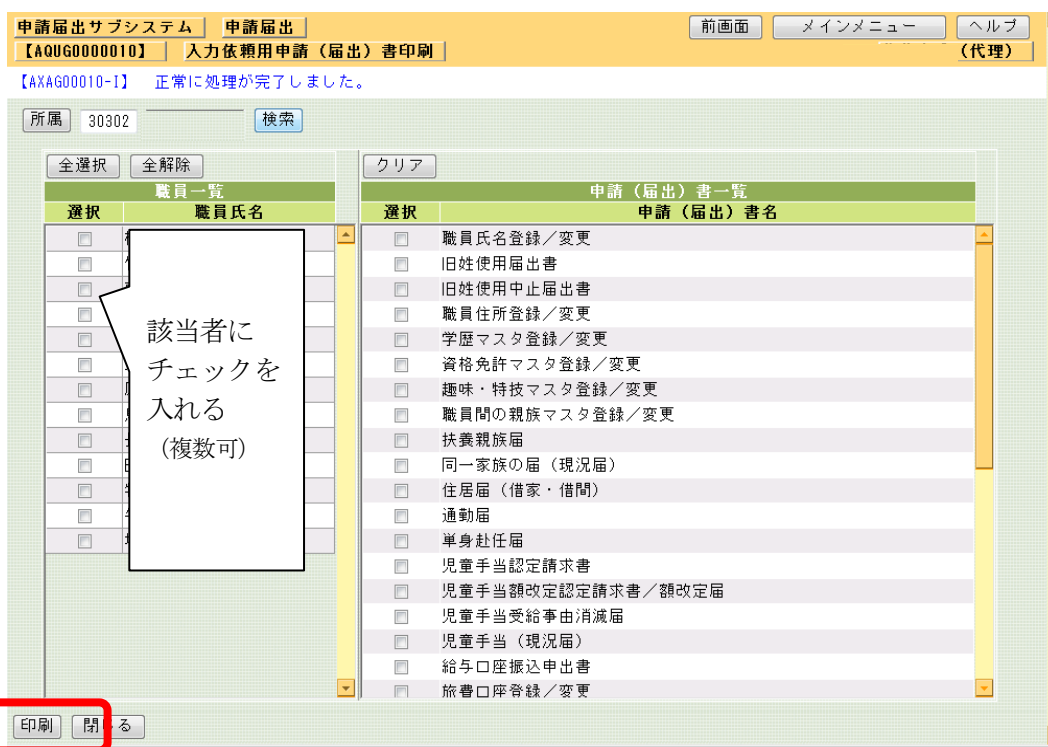 申請届出サブシステム 申請届出 前画面 メインメニュー ヘルプ
【AQUG0000010】 入力依頼用申請（届出）書印刷 (代理)
【AXAG00010-I】 正常に処理が完了しました。
所属 30302 検索
全選択 全解除 クリア
職員一覧 申請（届出）書一覧
選択 職員氏名 選択 申請（届出）書名
職員氏名登録／変更
旧姓使用届出書
旧姓使用中止届出書
職員住所登録／変更
学歴マスタ登録／変更
資格免許マスタ登録／変更
趣味・特技マスタ登録／変更
職員間の親族マスタ登録／変更
扶養親族届
同一家族の届（現況届）
住居届（借家・借間）
通勤届
単身赴任届
児童手当認定請求書
児童手当額改定認定請求書／額改定届
児童手当受給事由消滅届
児童手当（現況届）
給与口座振込申出書
旅費口座登録／変更
該当者に
チェックを
入れる
（複数可）
印刷 閉じる